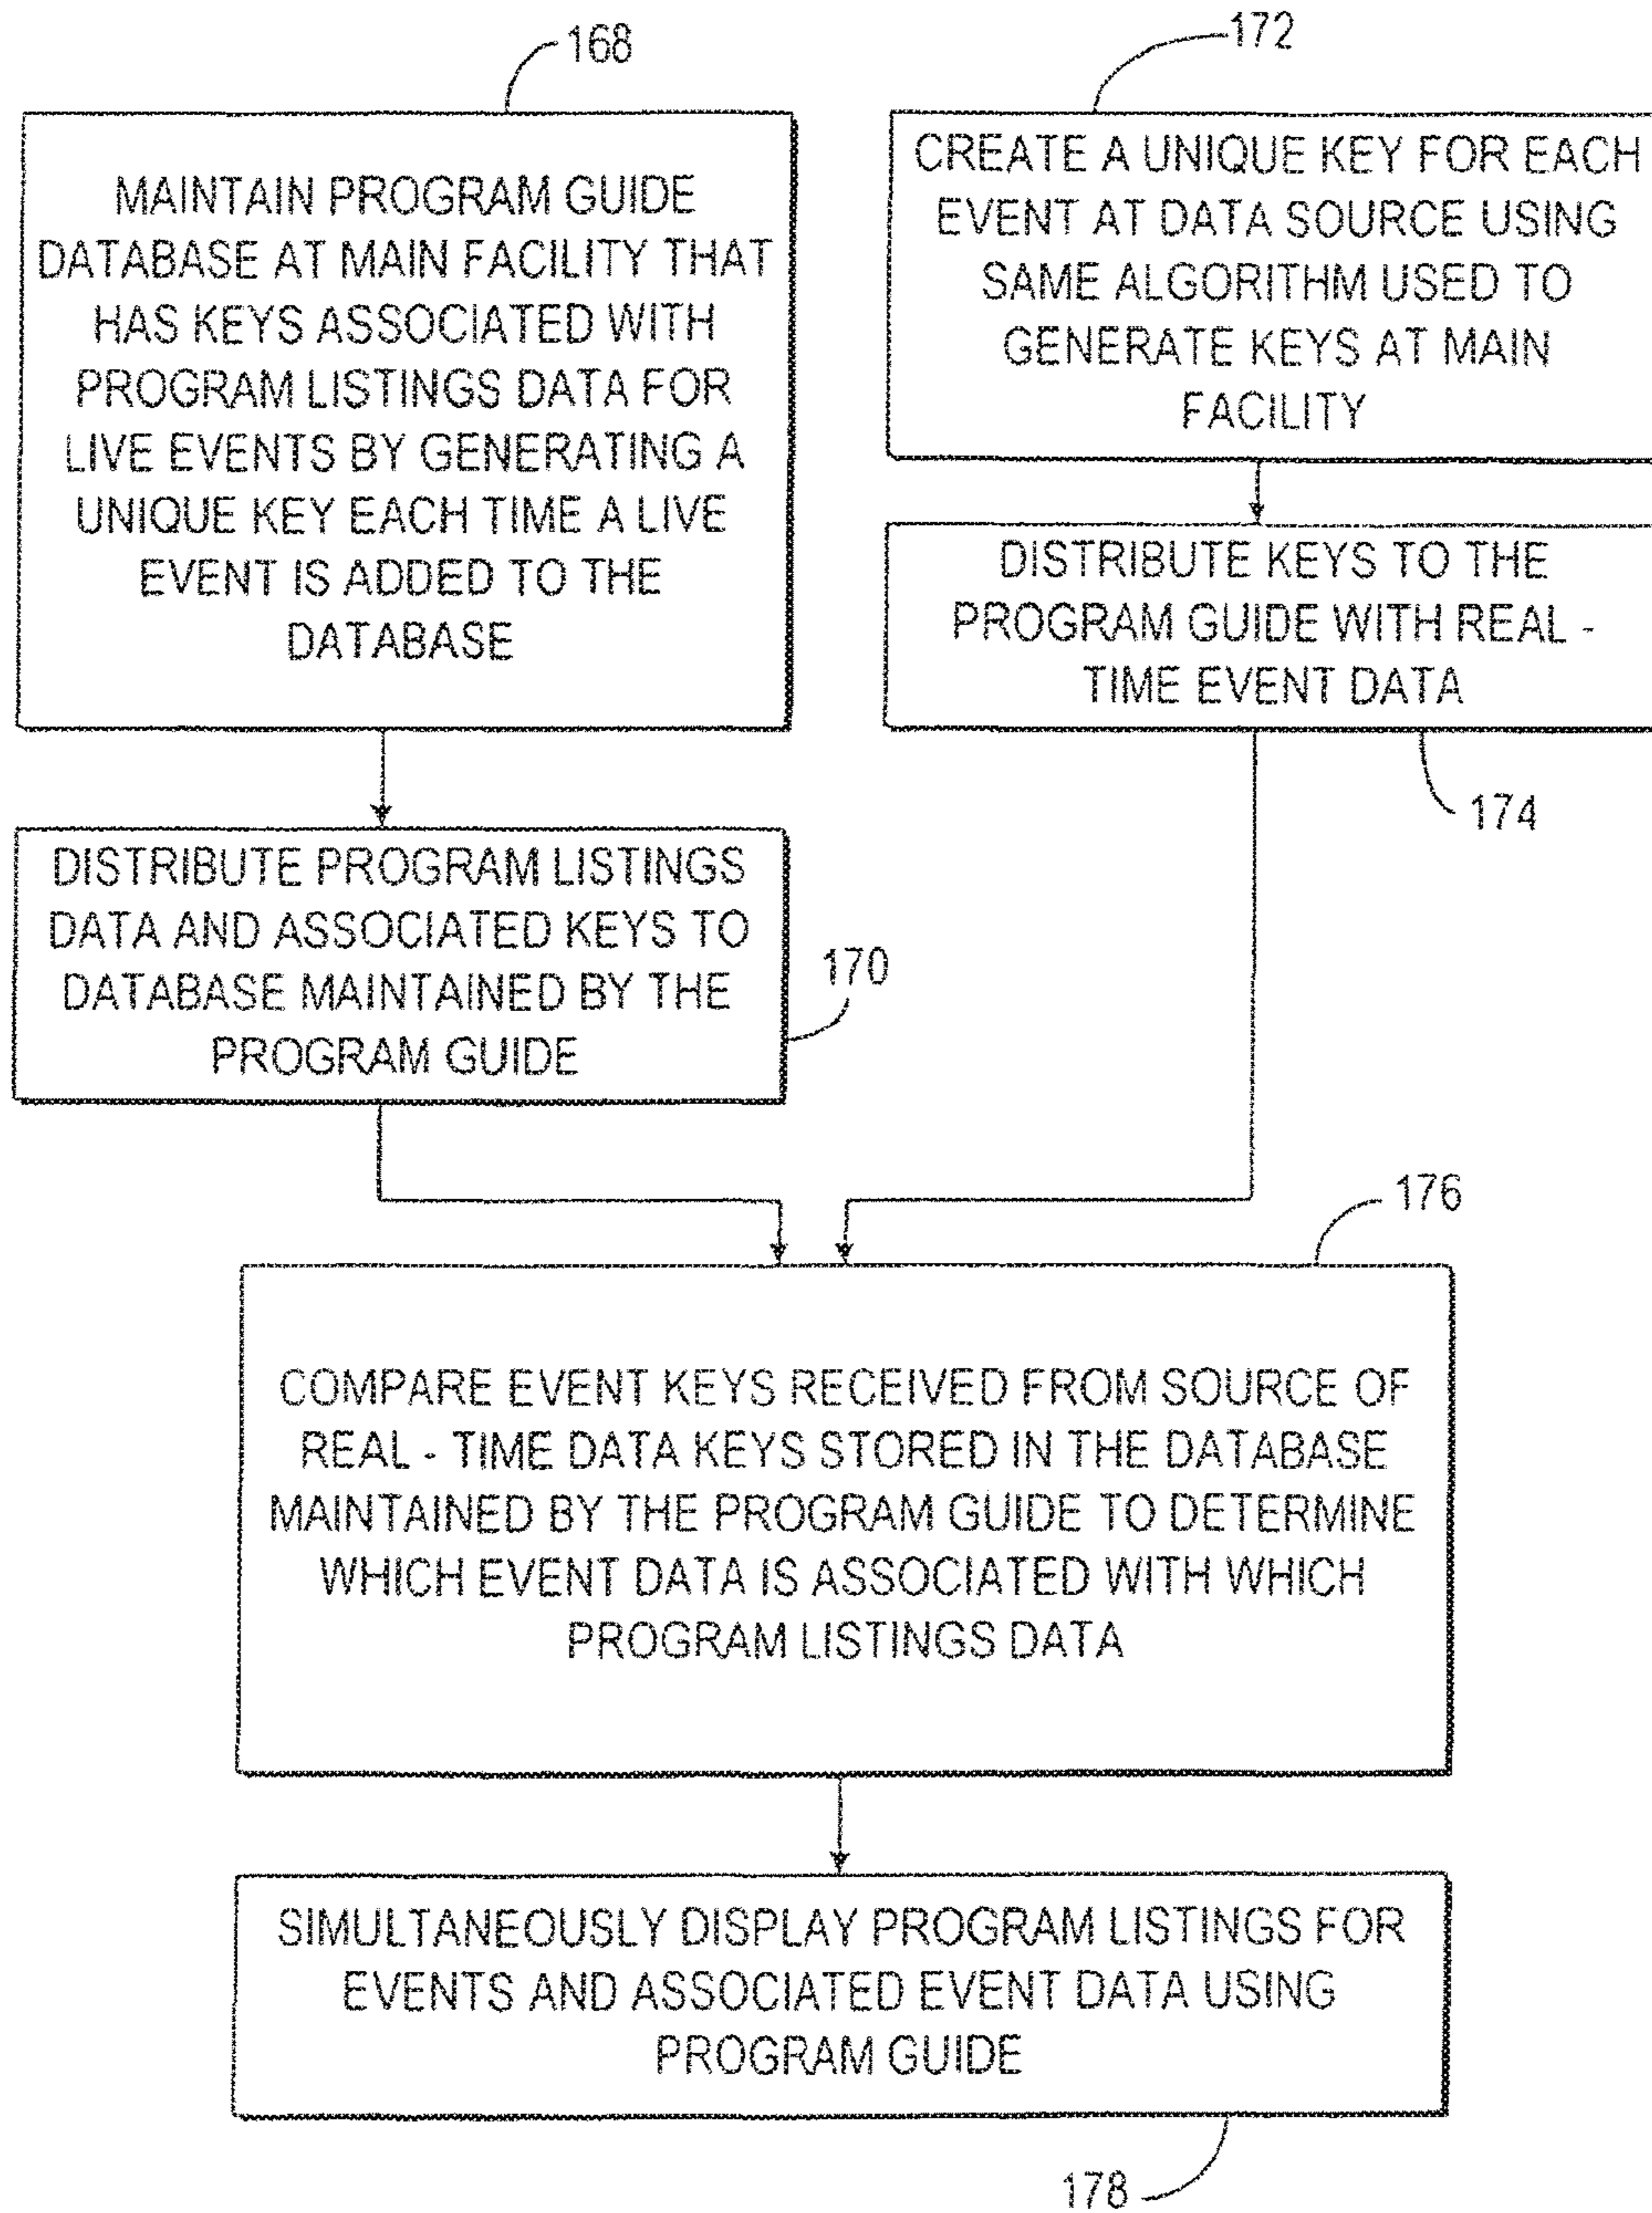 168
MAINTAIN PROGRAM GUIDE
DATABASE AT MAIN FACILITY THAT
HAS KEYS ASSOCIATED WITH
PROGRAM LISTINGS DATA FOR
LIVE EVENTS BY GENERATING A
UNIQUE KEY EACH TIME A LIVE
EVENT IS ADDED TO THE
DATABASE
172
CREATE A UNIQUE KEY FOR EACH
EVENT AT DATA SOURCE USING
SAME ALGORITHM USED TO
GENERATE KEYS AT MAIN
FACILITY
DISTRIBUTE KEYS TO THE
PROGRAM GUIDE WITH REAL -
TIME EVENT DATA
174
DISTRIBUTE PROGRAM LISTINGS
DATA AND ASSOCIATED KEYS TO
DATABASE MAINTAINED BY THE
PROGRAM GUIDE
170
176
COMPARE EVENT KEYS RECEIVED FROM SOURCE OF
REAL - TIME DATA KEYS STORED IN THE DATABASE
MAINTAINED BY THE PROGRAM GUIDE TO DETERMINE
WHICH EVENT DATA IS ASSOCIATED WITH WHICH
PROGRAM LISTINGS DATA
SIMULTANEOUSLY DISPLAY PROGRAM LISTINGS FOR
EVENTS AND ASSOCIATED EVENT DATA USING
PROGRAM GUIDE
178